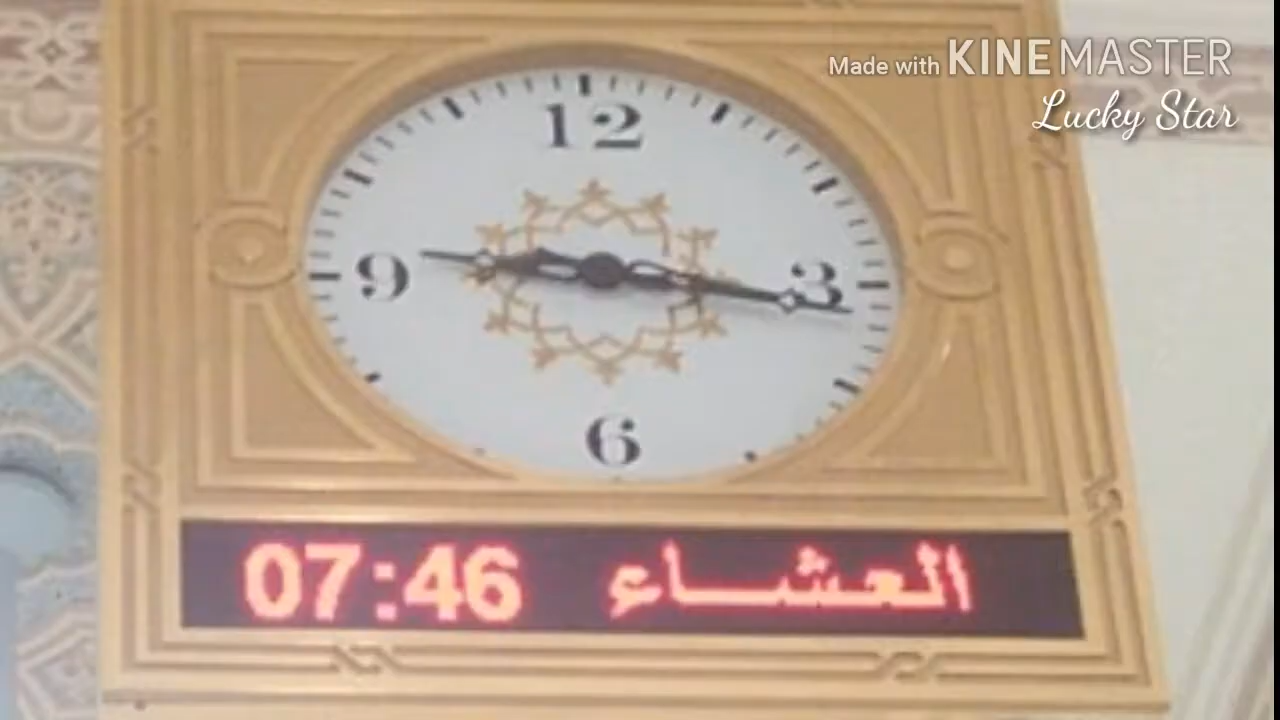 Made with KINEMASTER
Lucky Star
12
9 3
6
07:46 العشاء